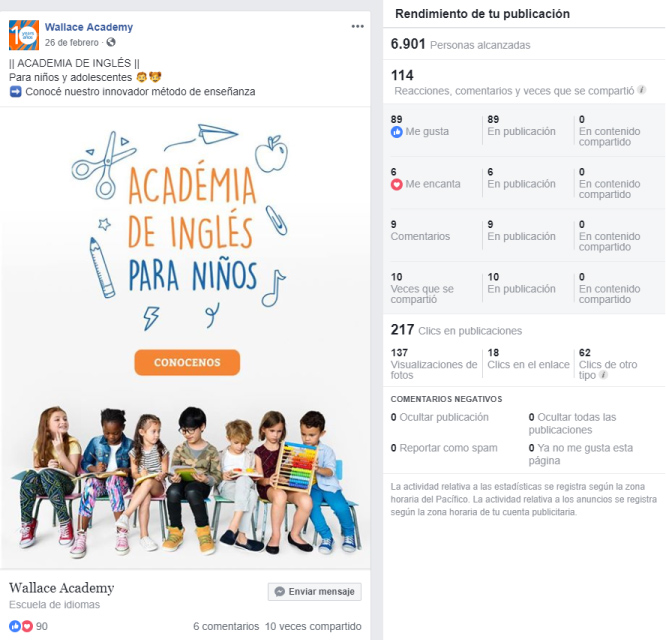 Wallace Academy
26 de febrero ·
|| ACADEMIA DE INGLÉS ||
Para niños y adolescentes
Conocé nuestro innovador método de enseñanza
ACADÉMIA
DE INGLÉS
PARA NIÑOS
CONOCENOS
Wallace Academy
Escuela de idiomas
Enviar mensaje
90
6 comentarios 10 veces compartido
Rendimiento de tu publicación
6.901 Personas alcanzadas
114
Reacciones, comentarios y veces que se compartió
89 89 0
Me gusta En publicación En contenido
compartido
6 6 0
Me encanta En publicación En contenido
compartido
9 9 0
Comentarios En publicación En contenido
compartido
10 10 0
Veces que se En publicación En contenido
compartió compartido
217 Clics en publicaciones
137 18 62
Visualizaciones de Clics en el enlace Clics de otro
fotos tipo
COMENTARIOS NEGATIVOS
0 Ocultar publicación 0 Ocultar todas las
publicaciones
0 Reportar como spam 0 Ya no me gusta esta
página
La actividad relativa a las estadísticas se registra según la zona
horaria del Pacífico. La actividad relativa a los anuncios se registra
según la zona horaria de tu cuenta publicitaria.